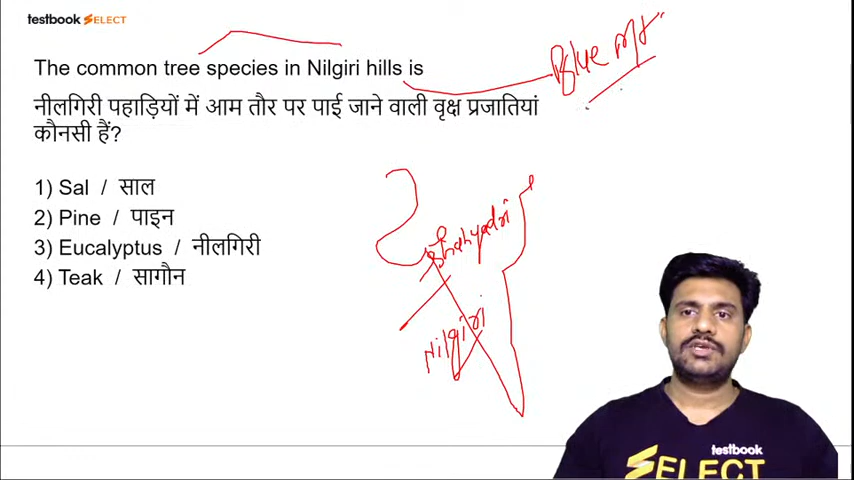 testbook SELECT
The common tree species in Nilgiri hills is
Blue mt
नीलगिरी पहाड़ियों में आम तौर पर पाई जाने वाली वृक्ष प्रजातियां
कौनसी हैं?
1) Sal / साल
2) Pine / पाइन
3) Eucalyptus / नीलगिरी
4) Teak / सागौन
Shahyadri
Nilgiri
testbook
SELECT